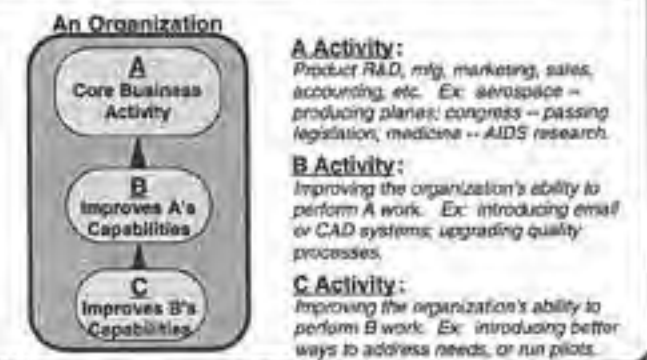 An Organization
A
Core Business
Activity
B
Improves A's
Capabilities
C
Improves B's
Capabilities
A Activity:
Product R&D, mfg, marketing, sales,
accounting, etc. Ex: aerospace --
producing planes; congress -- passing
legislation; medicine -- AIDS research.
B Activity:
Improving the organization's ability to
perform A work. Ex: introducing email
or CAD systems; upgrading quality
processes.
C Activity:
Improving the organization's ability to
perform B work. Ex: introducing better
ways to address needs, or run pilots.